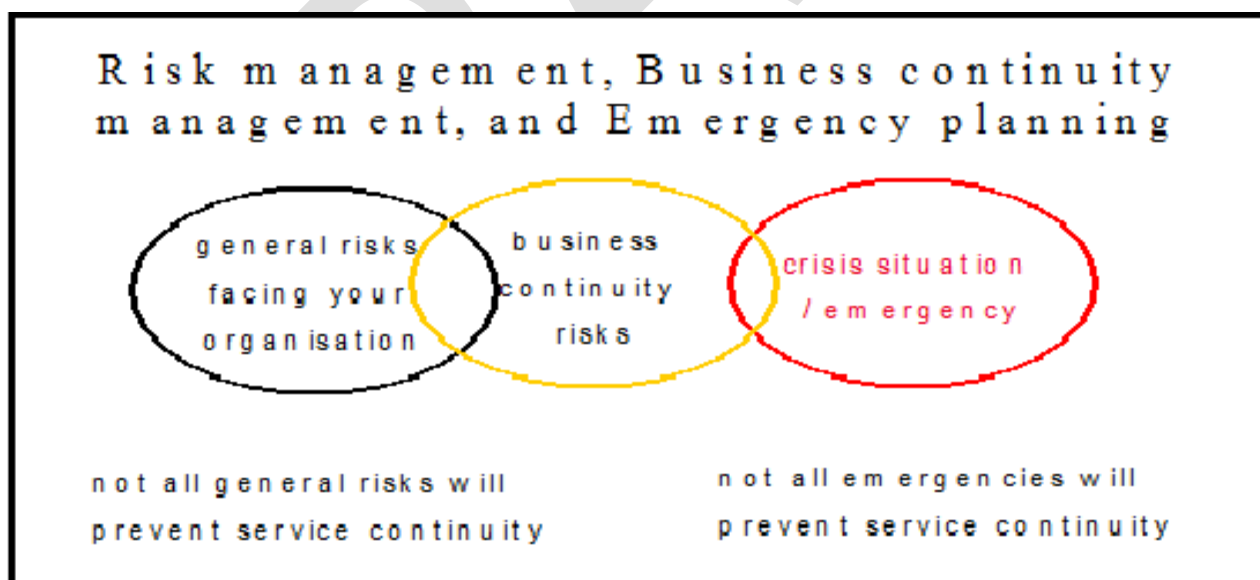 Risk management, Business continuity
management, and Emergency planning
general risks
facing your
organisation
business
continuity
risks
crisis situation
/ emergency
not all general risks will
prevent service continuity
not all emergencies will
prevent service continuity